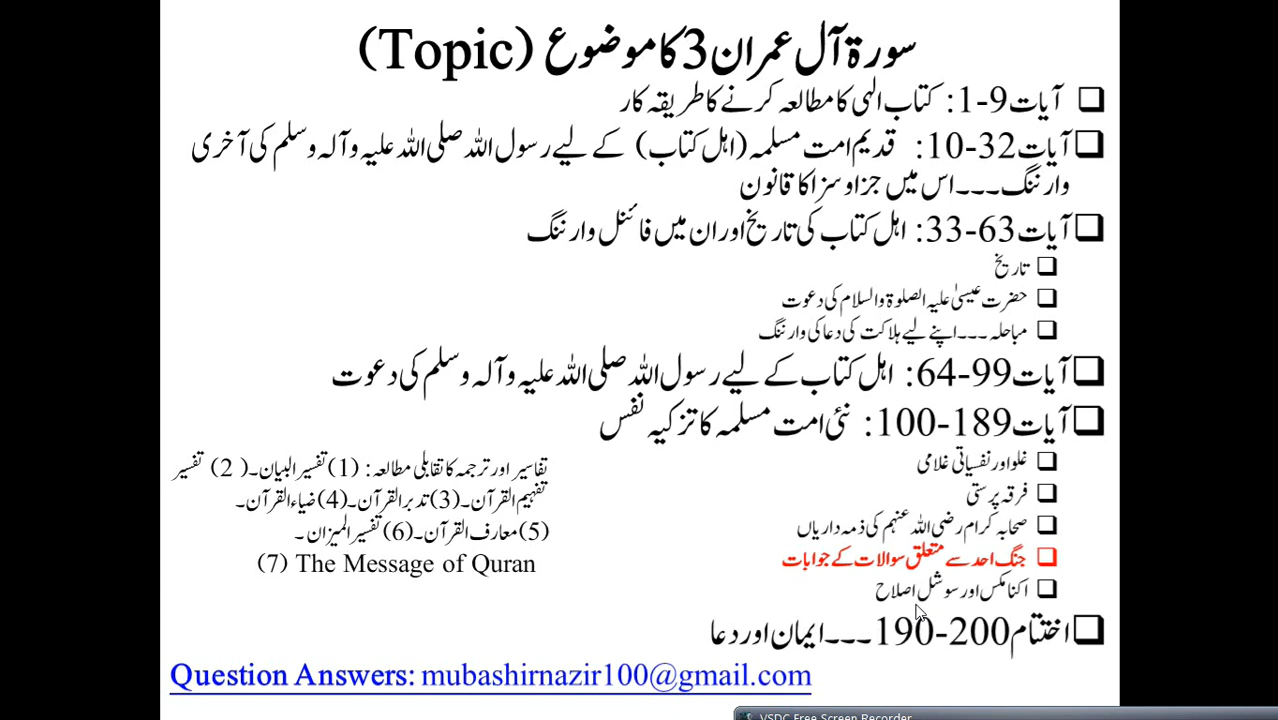 سورۃ آل عمران 3 کا موضوع (Topic)
❑ آیات 9-1: کتاب الہی کا مطالعہ کرنے کا طریقہ کار
❑ آیات 32-10: قدیم امت مسلمہ (اہل کتاب) کے لیے رسول اللہ صلی اللہ علیہ وآلہ وسلم کی آخری
وارننگ۔۔۔اس میں جزا و سزا کا قانون
❑ آیات 63-33: اہل کتاب کی تاریخ اور ان میں فائنل وارننگ
❑ تاریخ
❑ حضرت عیسیٰ علیہ الصلوۃ والسلام کی دعوت
❑ مباحلہ ۔۔۔اپنے لیے ہلاکت کی دعا کی وارننگ
❑ آیات 99-64: اہل کتاب کے لیے رسول اللہ صلی اللہ علیہ وآلہ وسلم کی دعوت
❑ آیات 189-100: نئی امت مسلمہ کا تزکیہ نفس
❑ غلو اور نفسیاتی غلامی
❑ فرقہ پرستی
❑ صحابہ کرام رضی اللہ عنہم کی ذمہ داریاں
❑ جنگ احد سے متعلق سوالات کے جوابات
❑ اکنامکس اور سوشل اصلاح
تفاسیر اور ترجمہ کا تقابلی مطالعہ: (1) تفسیر البیان۔ (2) تفسیر
تفہیم القرآن۔ (3) تدبر القرآن۔ (4) ضیاء القرآن۔
(5) معارف القرآن۔ (6) تفسیر المیزان ۔
(7) The Message of Quran
❑ اختتام 200-190۔۔۔ ایمان اور دعا
Question Answers: mubashirnazir100@gmail.com
VSDC Free Screen Recorder